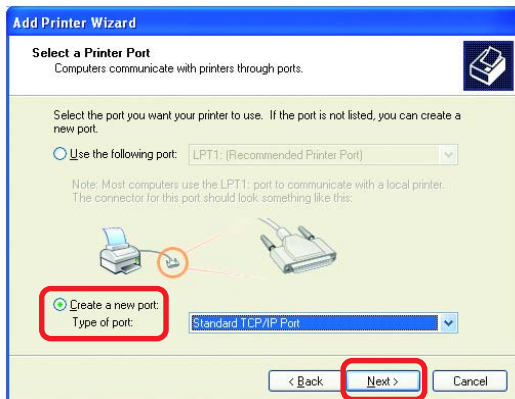 Add Printer Wizard
Select a Printer Port
Computers communicate with printers through ports.
Select the port you want your printer to use. If the port is not listed, you can create a
new port.
Use the following port: LPT1: (Recommended Printer Port)
Note: Most computers use the LPT1: port to communicate with a local printer.
The connector for this port should look something like this:
Create a new port:
Type of port: Standard TCP/IP Port
< Back Next > Cancel